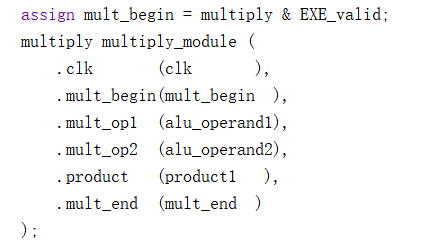 assign mult_begin = multiply & EXE_valid;
multiply multiply_module (
.clk (clk ),
.mult_begin(mult_begin ),
.mult_op1 (alu_operand1),
.mult_op2 (alu_operand2),
.product (product1 ),
.mult_end (mult_end )
);